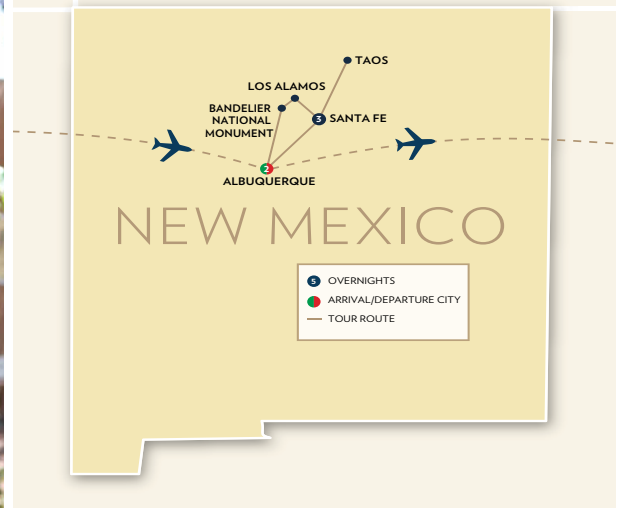 TAOS
LOS ALAMOS
BANDELIER
NATIONAL
MONUMENT
3 SANTA FE
2
ALBUQUERQUE
NEW MEXICO
5 OVERNIGHTS
ARRIVAL/DEPARTURE CITY
TOUR ROUTE